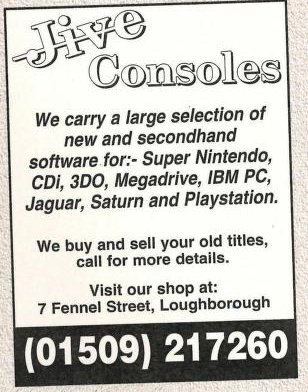 Jive
Consoles
We carry a large selection of
new and secondhand
software for:- Super Nintendo,
CDi, 3DO, Megadrive, IBM PC,
Jaguar, Saturn and Playstation.
We buy and sell your old titles,
call for more details.
Visit our shop at:
7 Fennel Street, Loughborough
(01509) 217260